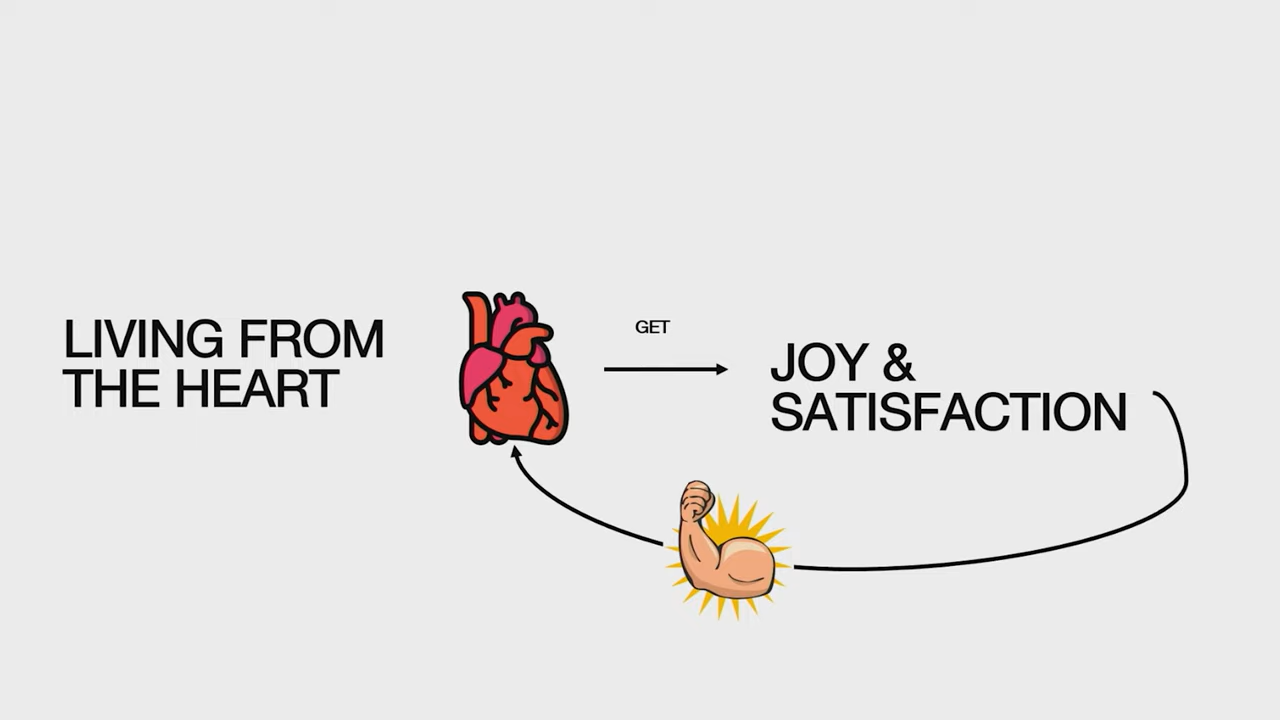 LIVING FROM
THE HEART
GET
JOY &
SATISFACTION